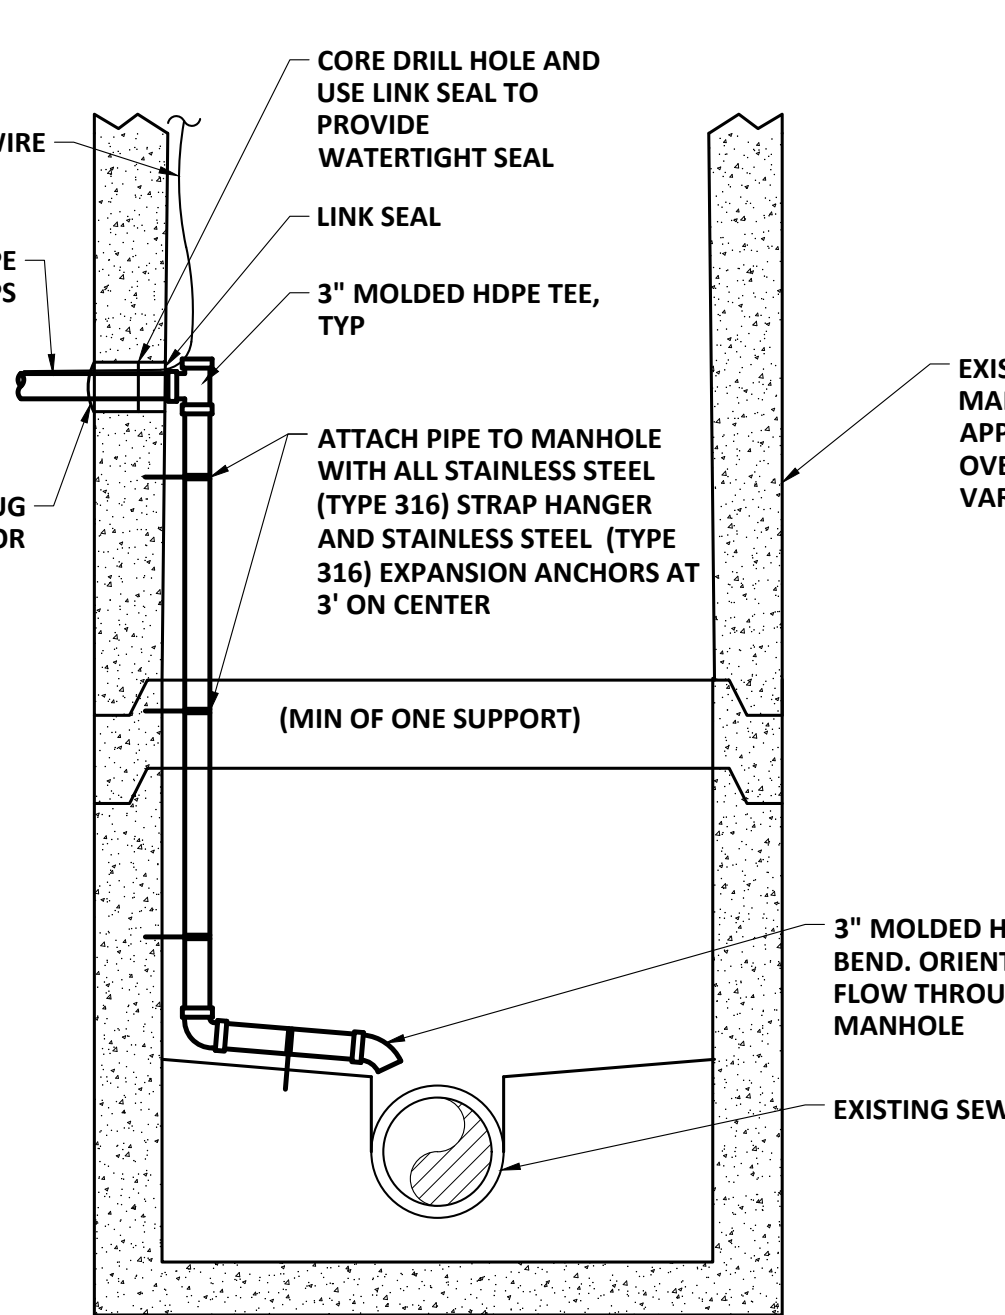 CORE DRILL HOLE AND
USE LINK SEAL TO
PROVIDE
WATERTIGHT SEAL
WIRE
LINK SEAL
PE
PS
3" MOLDED HDPE TEE,
TYP
EXIS
MAN
APP
OVE
VAR
ATTACH PIPE TO MANHOLE
WITH ALL STAINLESS STEEL
(TYPE 316) STRAP HANGER
AND STAINLESS STEEL (TYPE
316) EXPANSION ANCHORS AT
3' ON CENTER
UG
OR
(MIN OF ONE SUPPORT)
3" MOLDED H
BEND. ORIENT
FLOW THROU
MANHOLE
EXISTING SEW